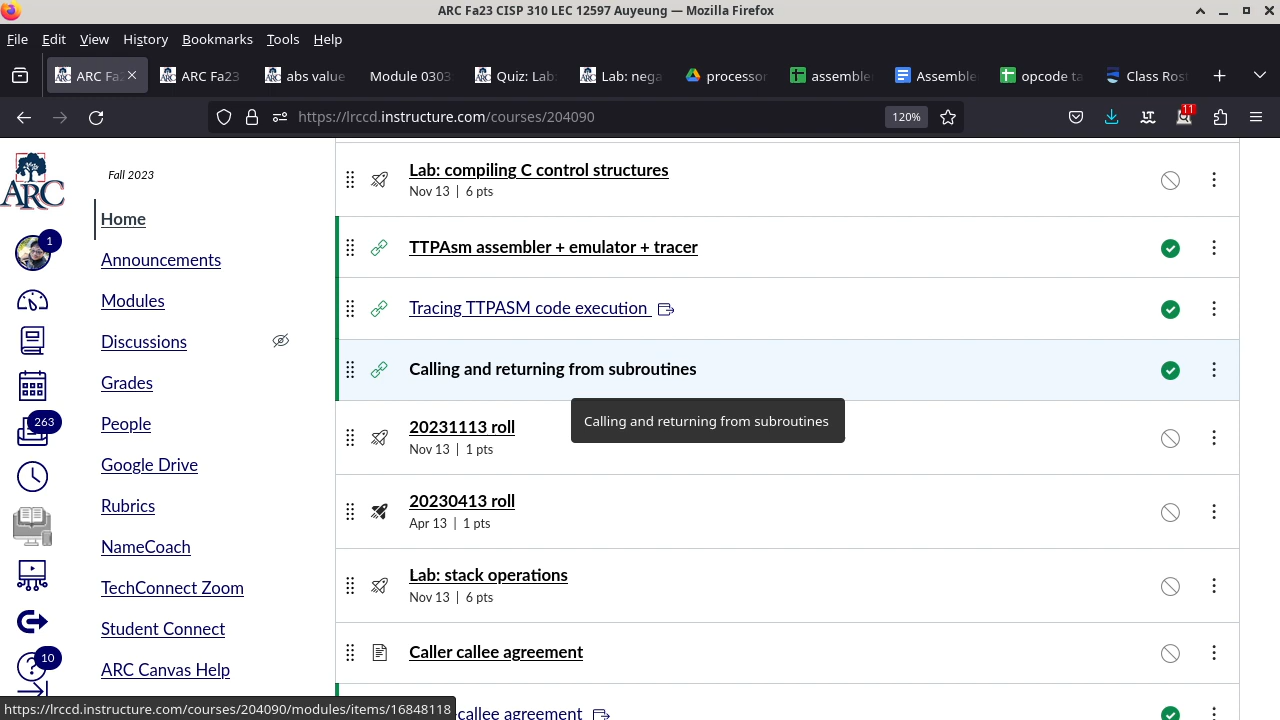 ARC Fa23 CISP 310 LEC 12597 Auyeung — Mozilla Firefox
File Edit View History Bookmarks Tools Help
ARC Fa2 ARC Fa23 abs value Module 0303 Quiz: Lab: Lab: nega processor assemble Assemble opcode ta Class Rost
https://lrccd.instructure.com/courses/204090 120% 11
ARC
Fall 2023
Home
1
Announcements
Modules
Discussions
Grades
263
People
Google Drive
Rubrics
NameCoach
TechConnect Zoom
Student Connect
10
ARC Canvas Help
Lab: compiling C control structures
Nov 13 | 6 pts
TTPAsm assembler + emulator + tracer
Tracing TTPASM code execution
Calling and returning from subroutines
Calling and returning from subroutines
20231113 roll
Nov 13 | 1 pts
20230413 roll
Apr 13 | 1 pts
Lab: stack operations
Nov 13 | 6 pts
Caller callee agreement
callee agreement
https://lrccd.instructure.com/courses/204090/modules/items/16848118